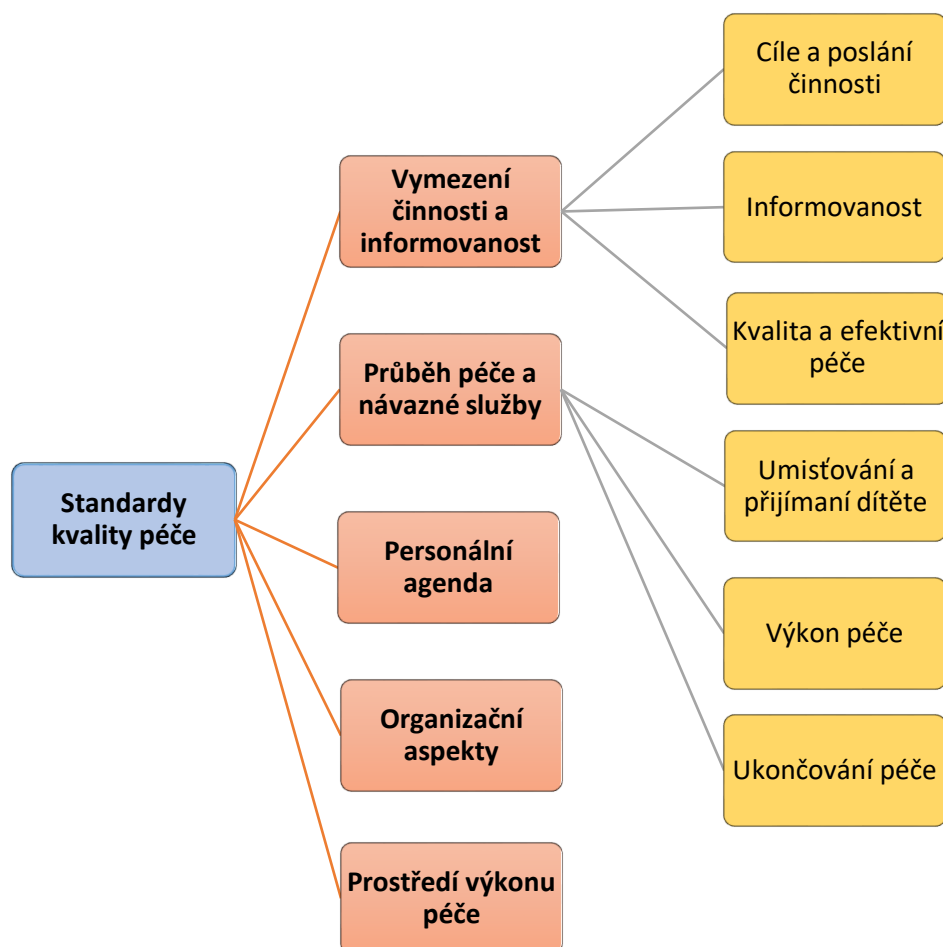 Standardy
kvality péče
Vymezení
činnosti a
informovanost
Cíle a poslání
činnosti
Informovanost
Kvalita a efektivní
péče
Průběh péče a
návazné služby
Umisťování a
přijímaní dítěte
Výkon péče
Ukončování péče
Personální
agenda
Organizační
aspekty
Prostředí výkonu
péče